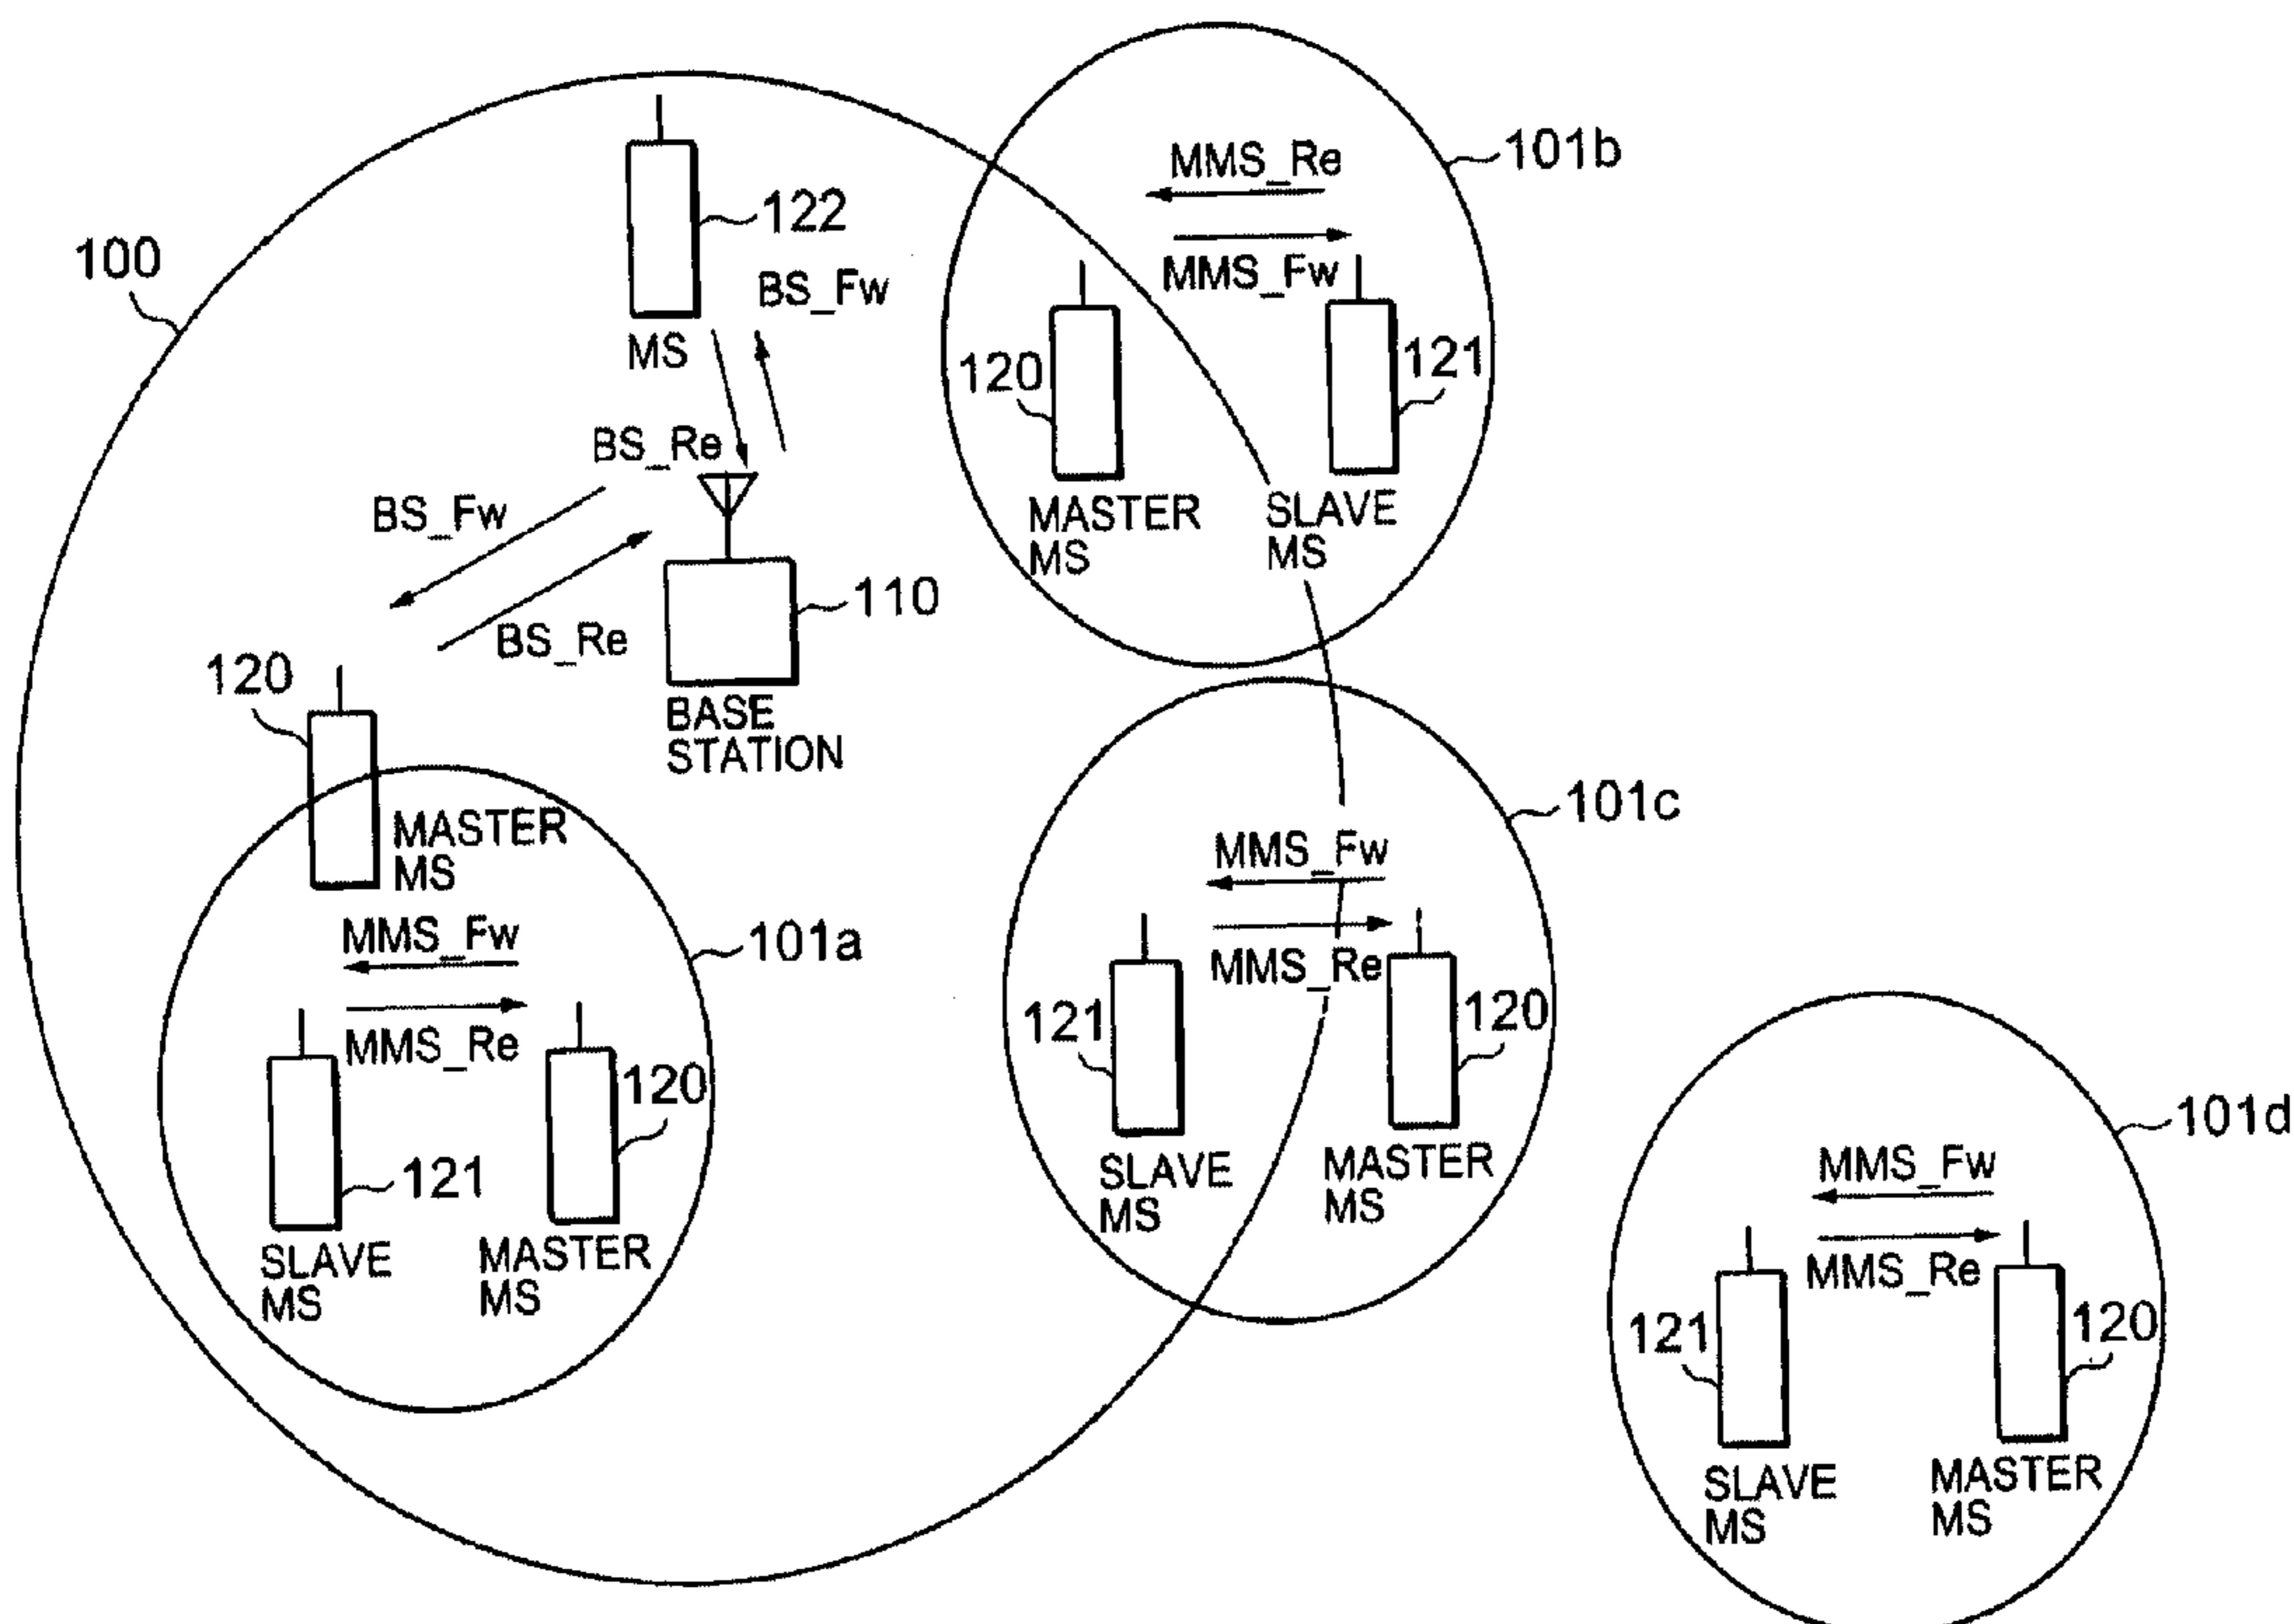 100
122
BS_Fw
MS
BS_Re
BS_Fw
BS_Re
110
BASE
STATION
120
MASTER
MS
101a
MMS_Fw
MMS_Re
121
120
SLAVE
MS
MASTER
MS
101b
MMS_Re
MMS_Fw
120
121
MASTER
MS
SLAVE
MS
101c
MMS_Fw
MMS_Re
121
120
SLAVE
MS
MASTER
MS
101d
MMS_Fw
MMS_Re
121
120
SLAVE
MS
MASTER
MS